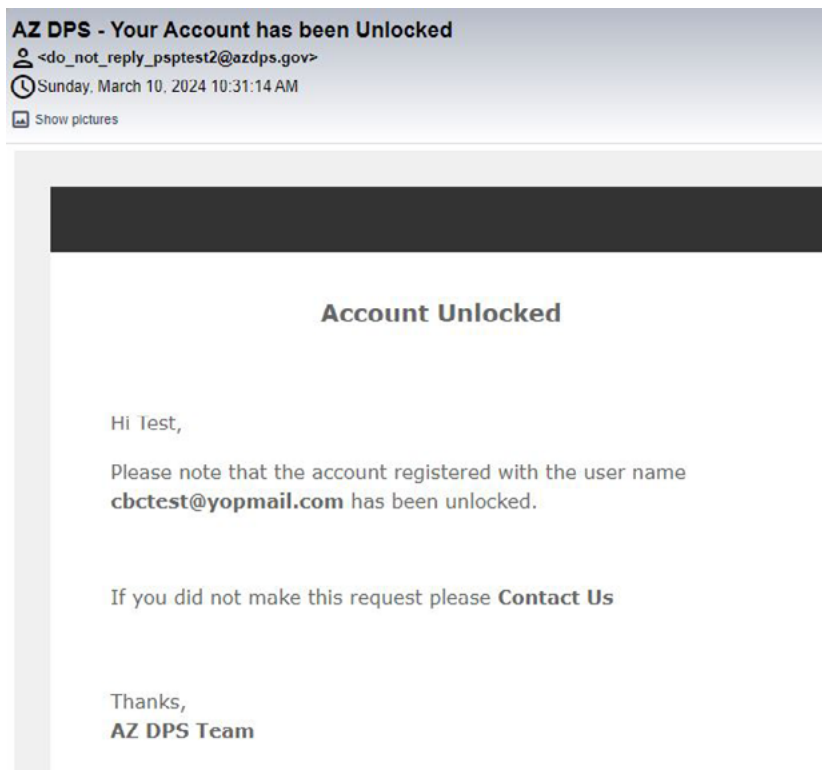 AZ DPS - Your Account has been Unlocked
<do_not_reply_psptest2@azdps.gov>
Sunday, March 10, 2024 10:31:14 AM
Show pictures
Account Unlocked
Hi Test,
Please note that the account registered with the user name
cbctest@yopmail.com has been unlocked.
If you did not make this request please Contact Us
Thanks,
AZ DPS Team